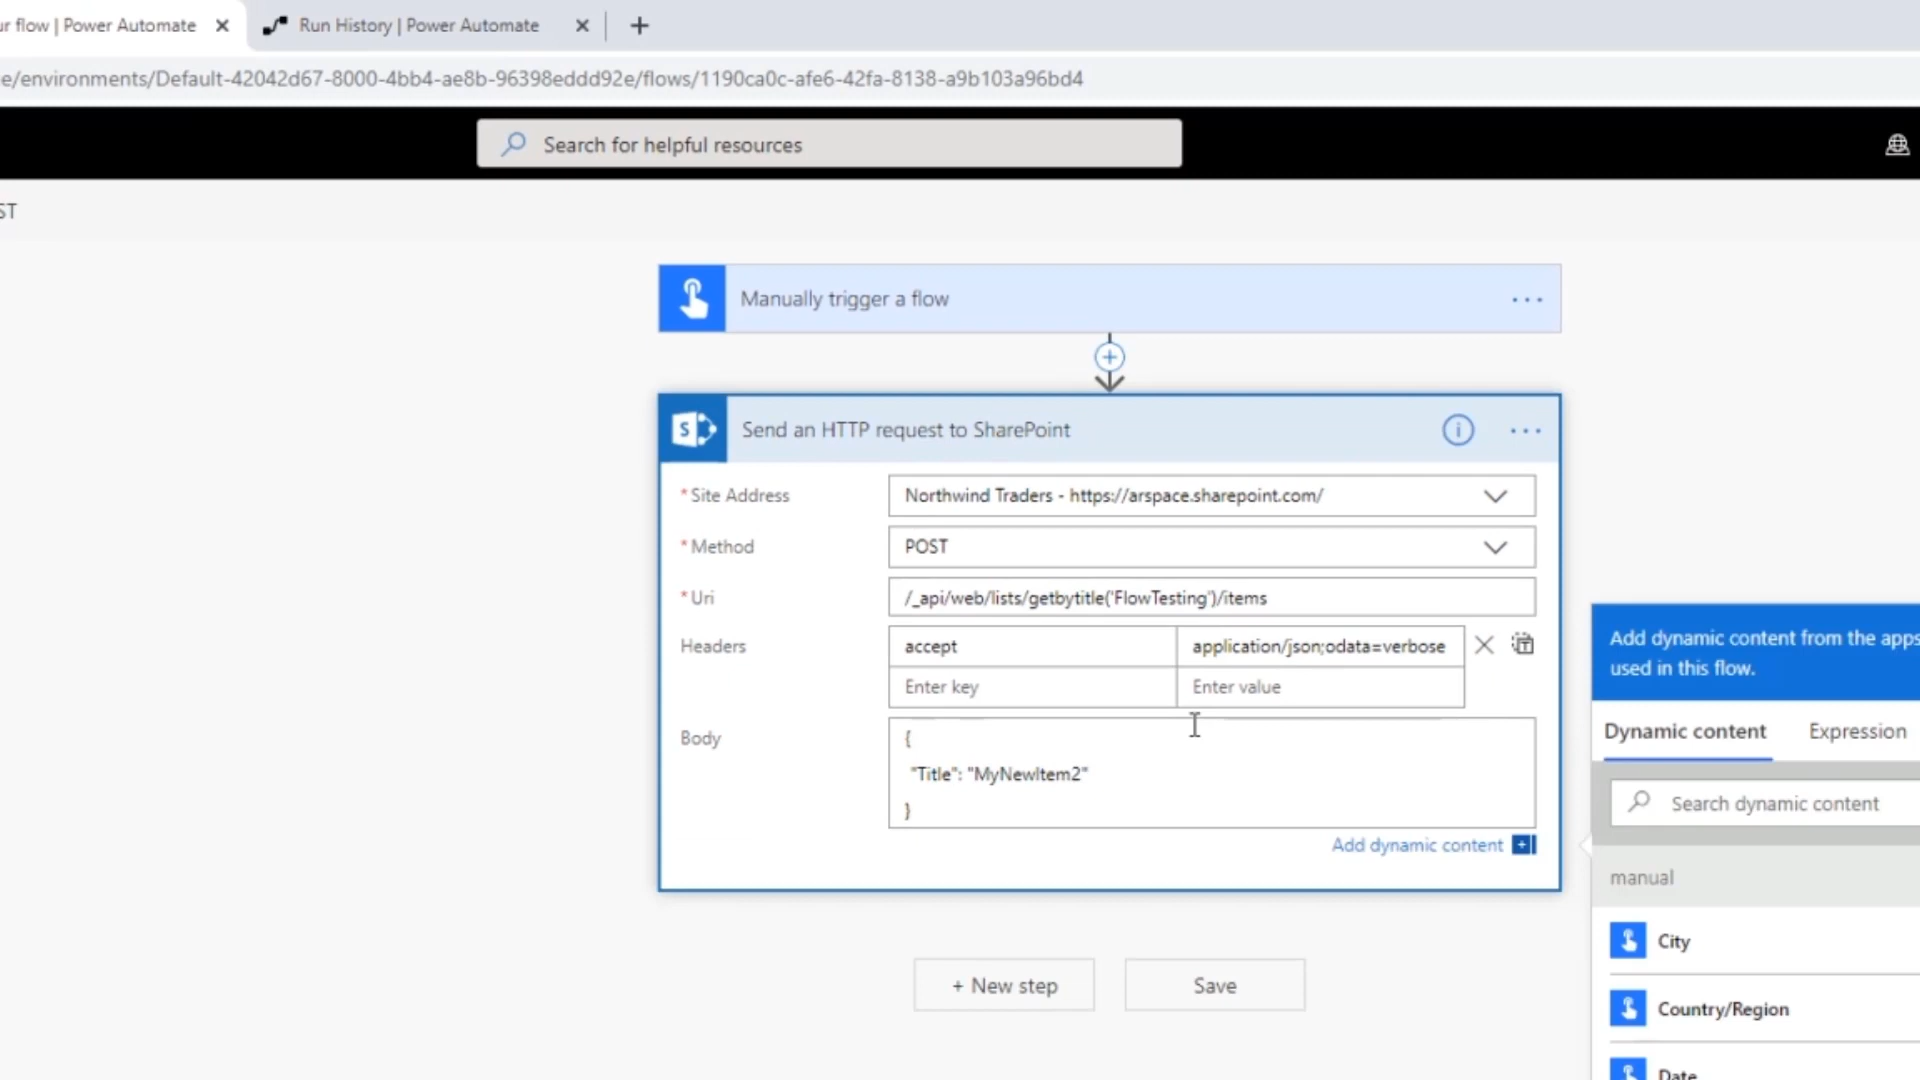 ur flow | Power Automate
Run History | Power Automate
e/environments/Default-42042d67-8000-4bb4-ae8b-96398eddd92e/flows/1190ca0c-afe6-42fa-8138-a9b103a96bd4
Search for helpful resources
ST
Manually trigger a flow
S
Send an HTTP request to SharePoint
* Site Address
Northwind Traders - https://arspace.sharepoint.com/
* Method
POST
* Uri
/_api/web/lists/getbytitle('FlowTesting')/items
Headers
accept
application/json;odata=verbose
Enter key
Enter value
Body
{
"Title": "MyNewItem2"
}
Add dynamic content
+ New step
Save
Add dynamic content from the apps
used in this flow.
Dynamic content
Expression
Search dynamic content
manual
City
Country/Region
Date